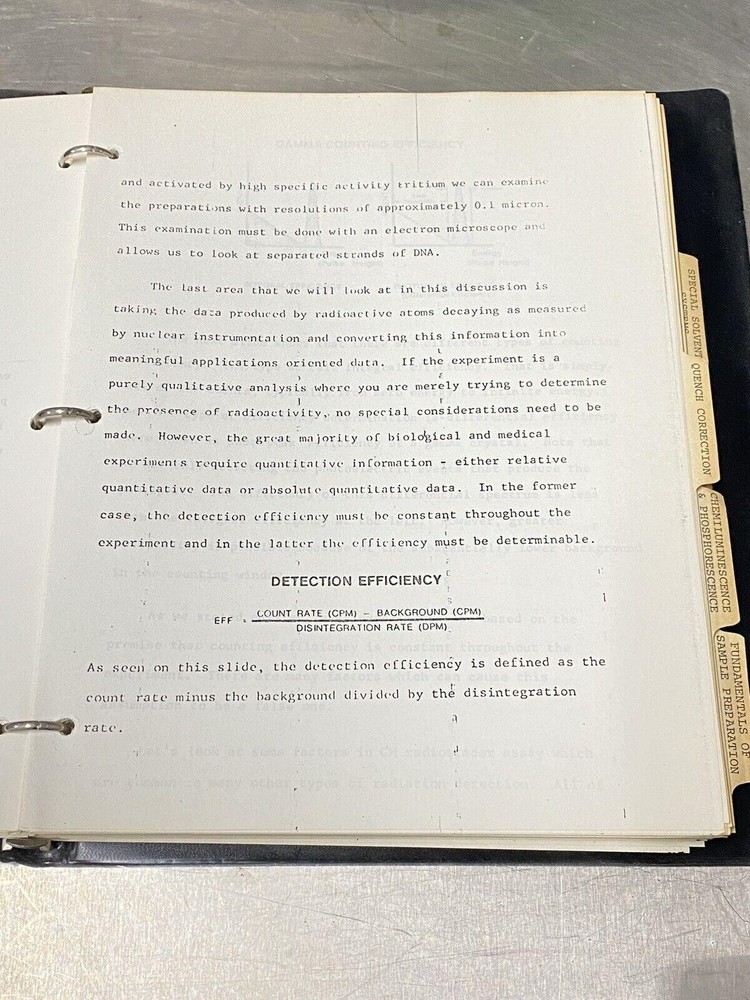 and activated by high specific activity tritium we can examine
the preparations with resolutions of approximately 0.1 micron.
This examination must be done with an electron microscope and
allows us to look at separated strands of DNA.
The last area that we will look at in this discussion is
taking the data produced by radioactive atoms decaying as measured
by nuclear instrumentation and converting this information into
meaningful applications oriented data. If the experiment is a
purely qualitative analysis where you are merely trying to determine
the presence of radioactivity, no special considerations need to be
made. However, the great majority of biological and medical
experiments require quantitative information - either relative
quantitative data or absolute quantitative data. In the former
case, the detection efficiency must be constant throughout the
experiment and in the latter the efficiency must be determinable.
DETECTION EFFICIENCY
EFF = COUNT RATE (CPM) - BACKGROUND (CPM)
DISINTEGRATION RATE (DPM)
As seen on this slide, the detection efficiency is defined as the
count rate minus the background divided by the disintegration
rate.
SPECIAL SOLVENT QUENCH CORRECTION
CHEMILUMINESCENCE
& PHOSPHORESCENCE
FUNDAMENTALS OF
SAMPLE PREPARATION